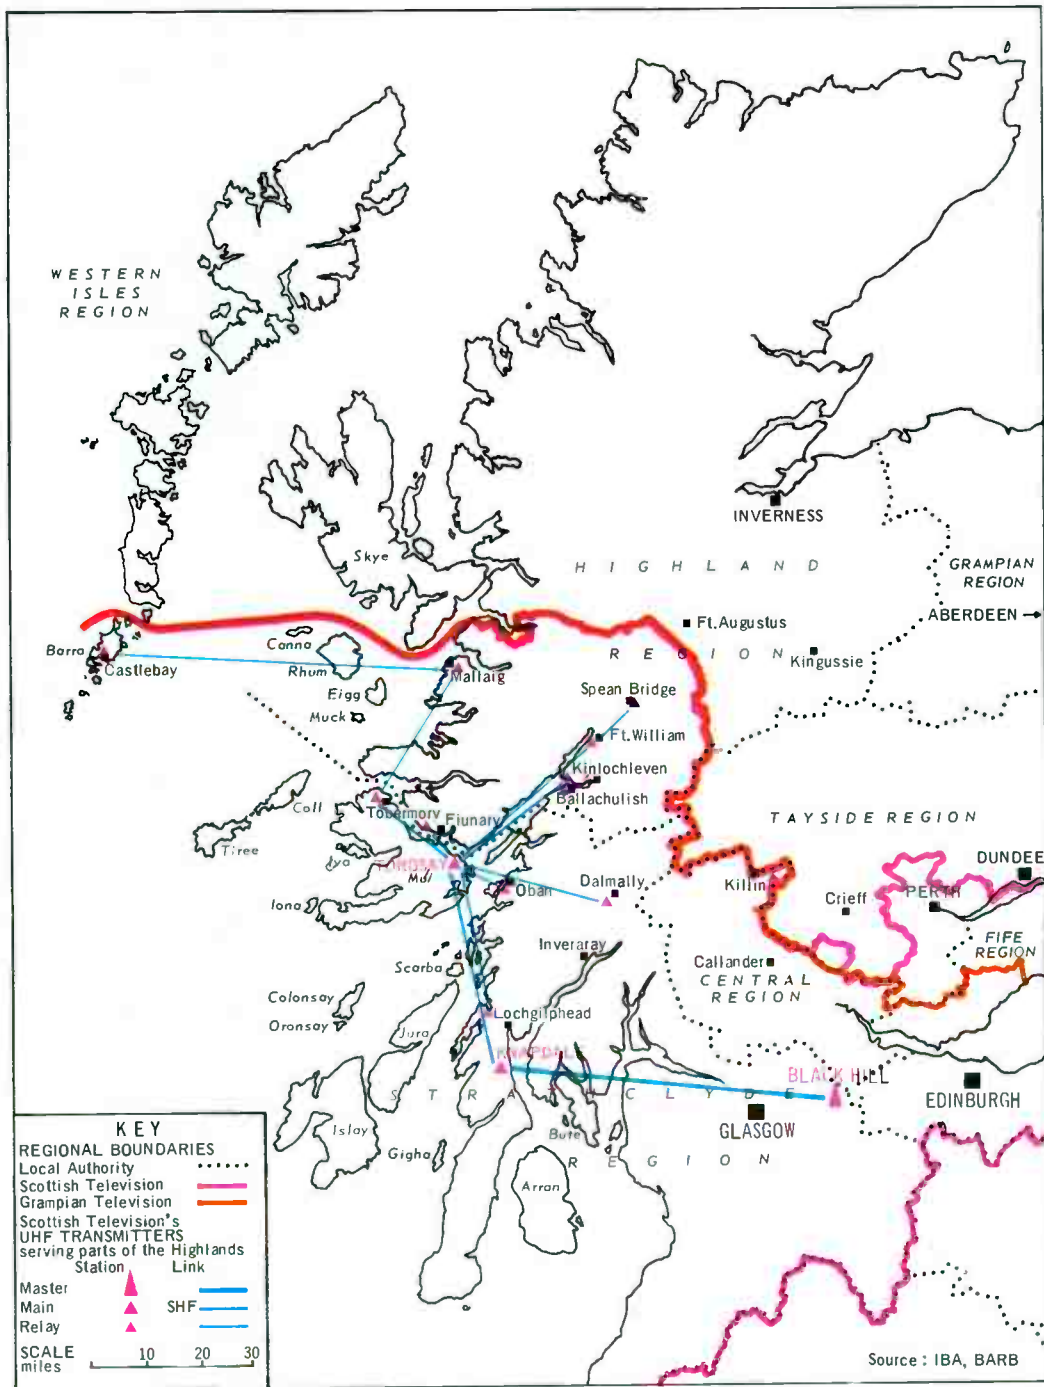 WESTERN
ISLES
REGION
INVERNESS
Skye
HIGHLAND
GRAMPIAN
REGION
ABERDEEN
Ft.Augustus
REGION
Kingussie
Barra
Castlebay
Canna
Rhum
Mallaig
Eigg
Muck
Spean Bridge
Ft.William
Kinlochleven
Ballachulish
Coll
Tobermory
Fiunary
Tiree
TAYSIDE REGION
TOROSAY
Mull
Iona
Oban
Dalmally
Killin
Crieff
PERTH
DUNDEE
FIFE
REGION
Inveraray
Callander
CENTRAL
REGION
Scarba
Colonsay
Oronsay
Jura
Lochgilphead
KNAPDALE
BLACK HILL
STRATHCLYDE
EDINBURGH
GLASGOW
Islay
Gigha
Bute
REGION
Arran
KEY
REGIONAL BOUNDARIES
Local Authority
Scottish Television
Grampian Television
Scottish Television's
UHF TRANSMITTERS
serving parts of the Highlands
Station Link
Master
Main SHF
Relay
SCALE
miles
10 20 30
Source : IBA, BARB